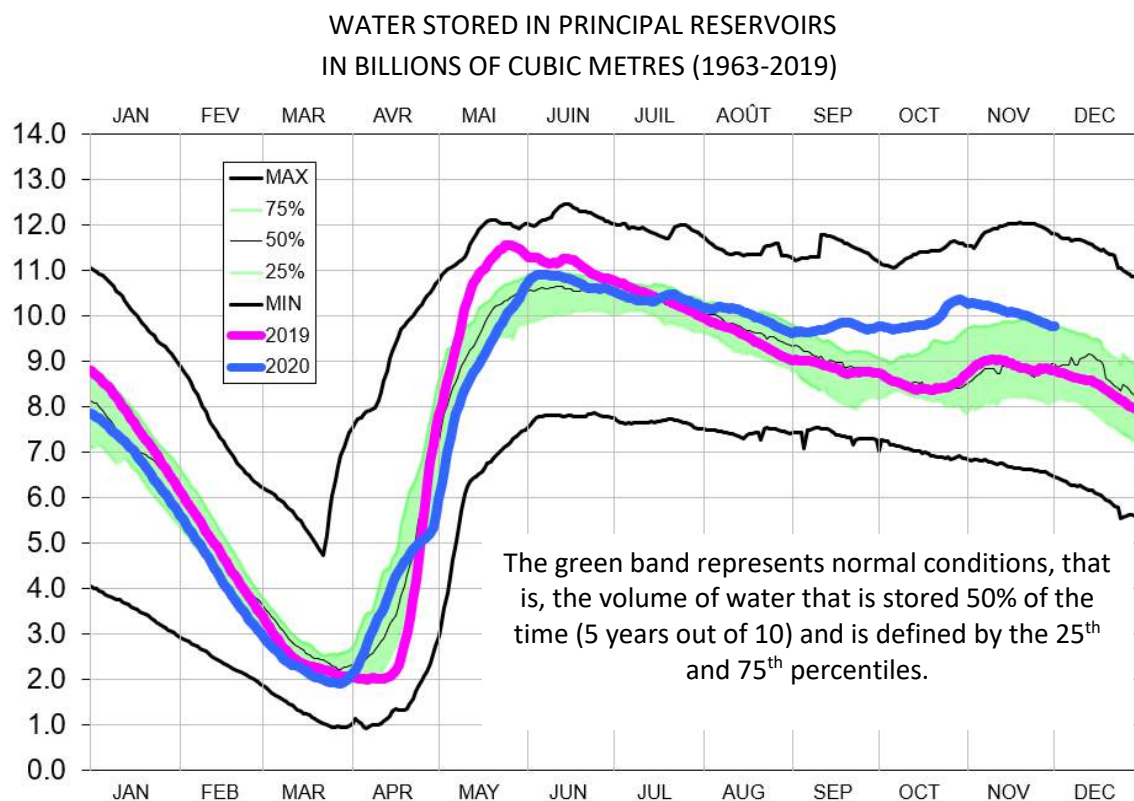 WATER STORED IN PRINCIPAL RESERVOIRS
IN BILLIONS OF CUBIC METRES (1963-2019)
JAN FEV MAR AVR MAI JUIN JUIL AOÛT SEP OCT NOV DEC
14.0
13.0
12.0
11.0
10.0
9.0
8.0
7.0
6.0
5.0
4.0
3.0
2.0
1.0
0.0
MAX
75%
50%
25%
MIN
2019
2020
The green band represents normal conditions, that
is, the volume of water that is stored 50% of the
time (5 years out of 10) and is defined by the 25th
and 75th percentiles.
JAN FEB MAR APR MAY JUN JUL AUG SEP OCT NOV DEC